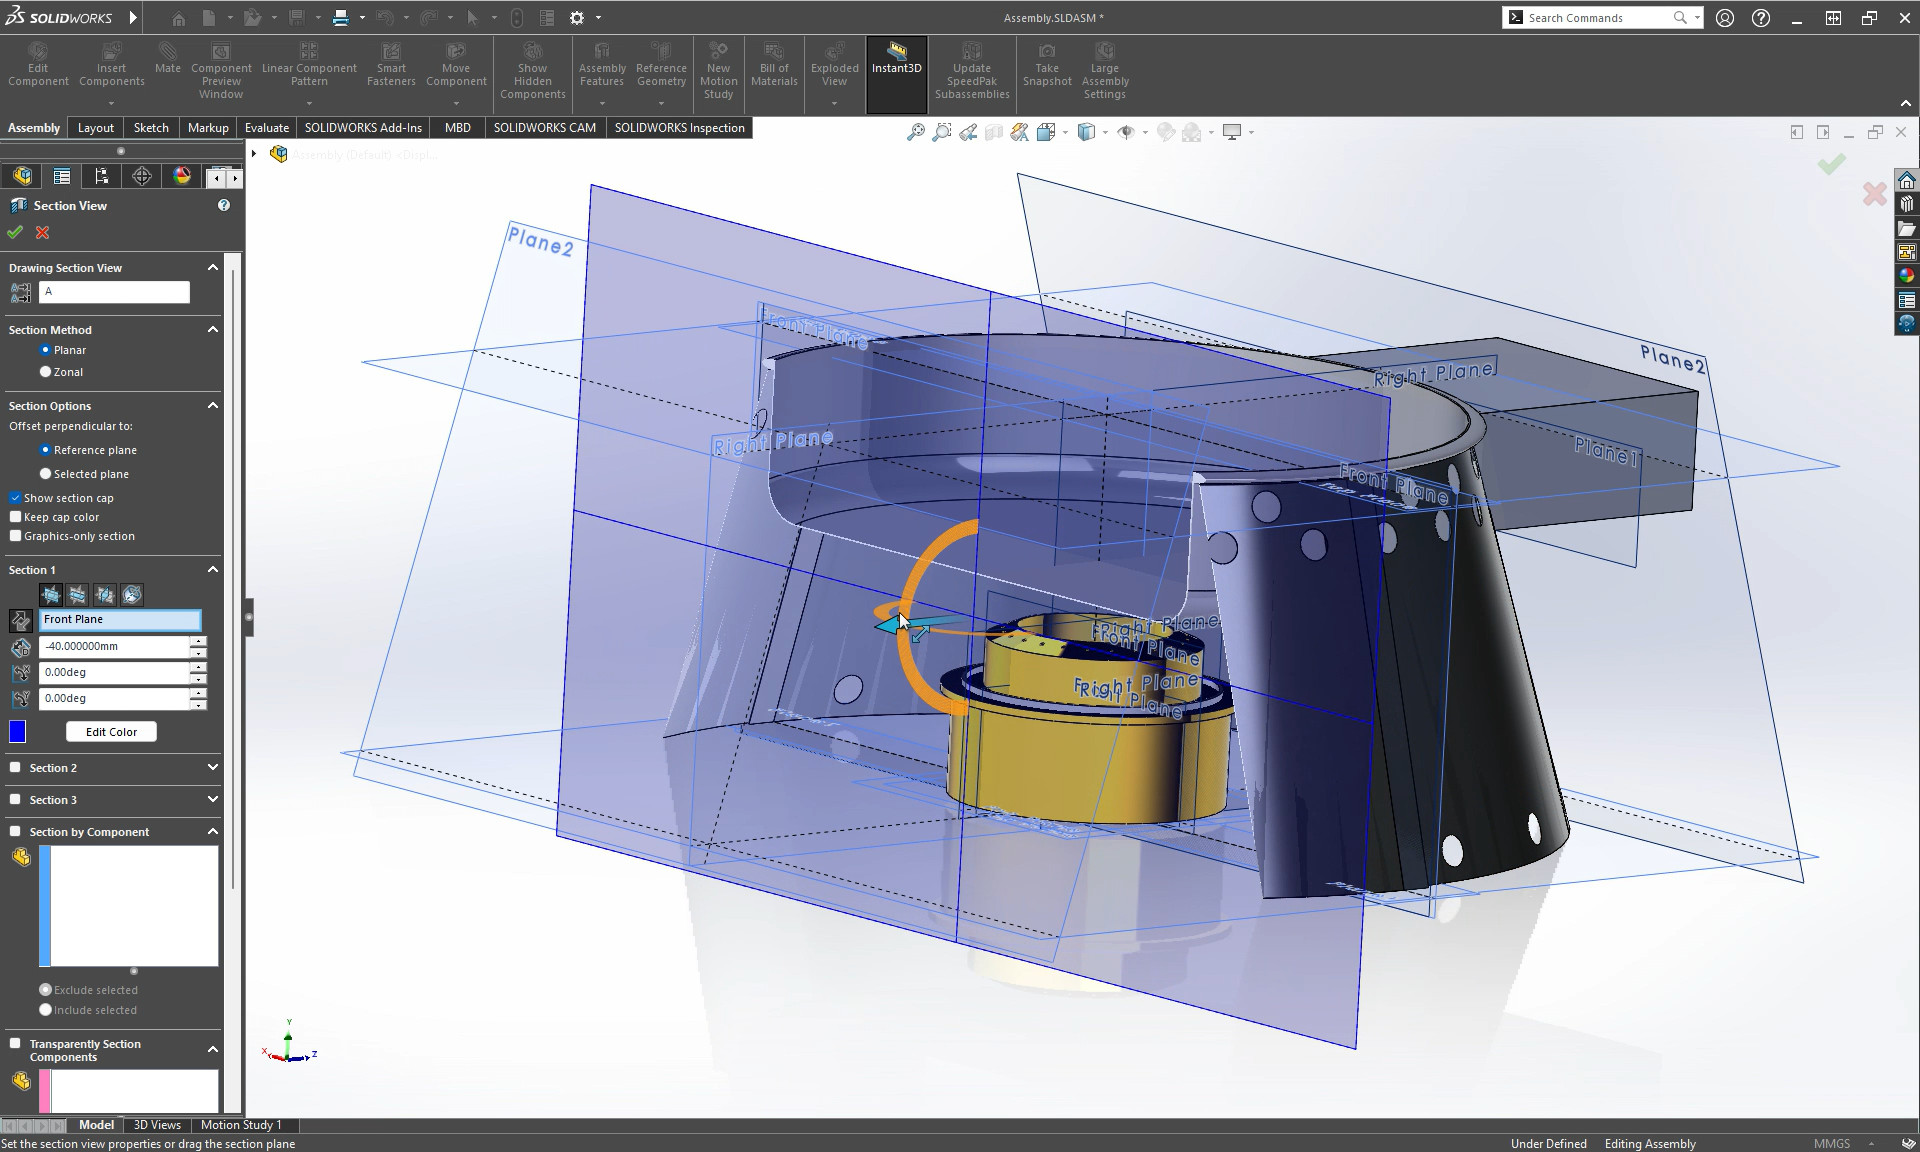 SOLIDWORKS
Assembly.SLDASM *
Search Commands
Edit Component
Insert Components
Mate
Component Preview Window
Linear Component Pattern
Smart Fasteners
Move Component
Show Hidden Components
Assembly Features
Reference Geometry
New Motion Study
Bill of Materials
Exploded View
Instant3D
Update SpeedPak Subassemblies
Take Snapshot
Large Assembly Settings
Assembly
Layout
Sketch
Markup
Evaluate
SOLIDWORKS Add-Ins
MBD
SOLIDWORKS CAM
SOLIDWORKS Inspection
Assembly (Default) <Displ...
Section View
Drawing Section View
A
Section Method
Planar
Zonal
Section Options
Offset perpendicular to:
Reference plane
Selected plane
Show section cap
Keep cap color
Graphics-only section
Section 1
Front Plane
-40.000000mm
0.00deg
0.00deg
Edit Color
Section 2
Section 3
Section by Component
Exclude selected
Include selected
Transparently Section
Components
Plane2
Front Plane
Right Plane
Plane2
Right Plane
Plane1
Front Plane
Right Plane
Front Plane
Right Plane
Right Plane
Y
X
Z
Model
3D Views
Motion Study 1
Set the section view properties or drag the section plane
Under Defined
Editing Assembly
MMGS